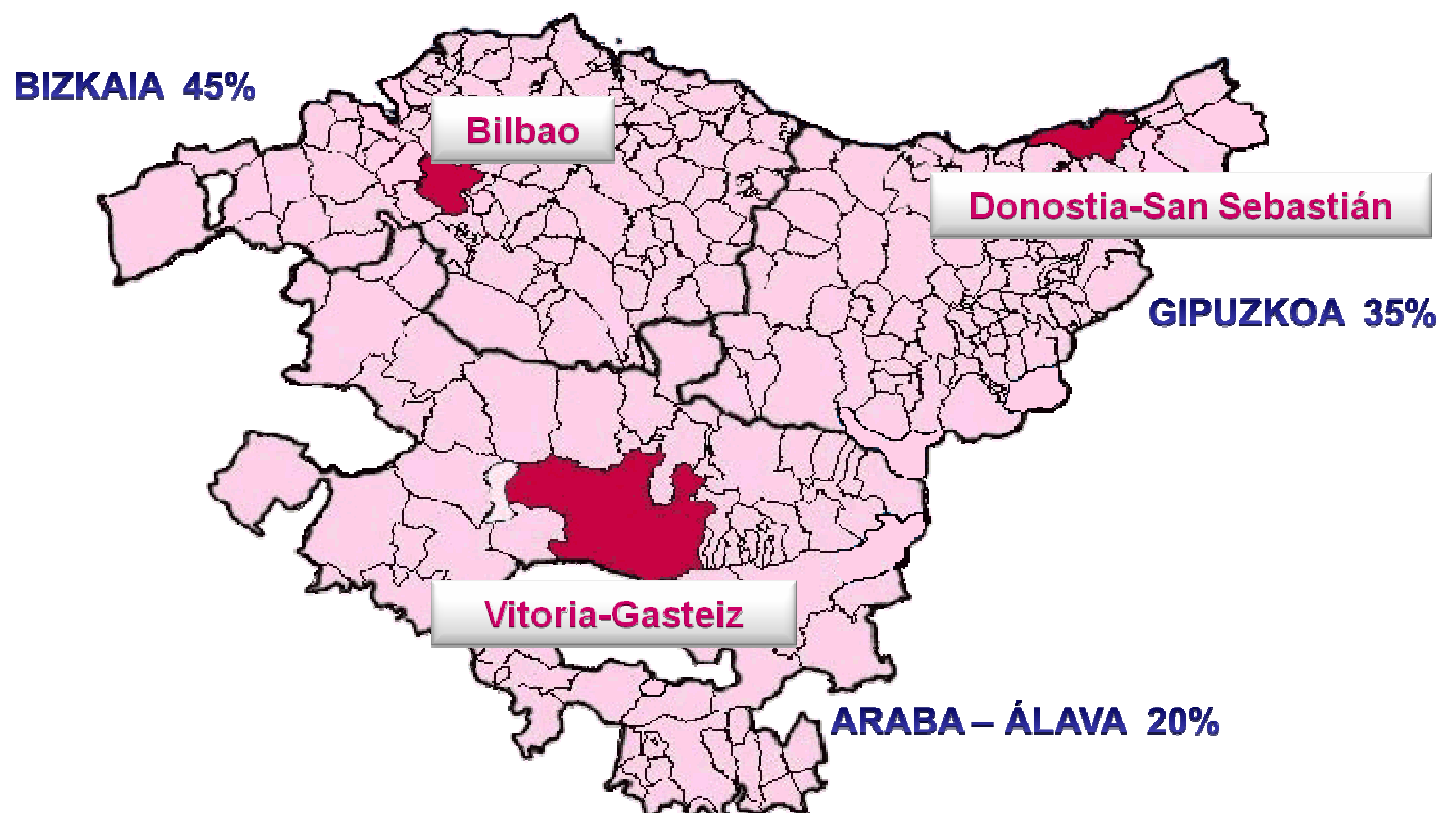 BIZKAIA 45%
Bilbao
Donostia-San Sebastián
GIPUZKOA 35%
Vitoria-Gasteiz
ARABA – ÁLAVA 20%